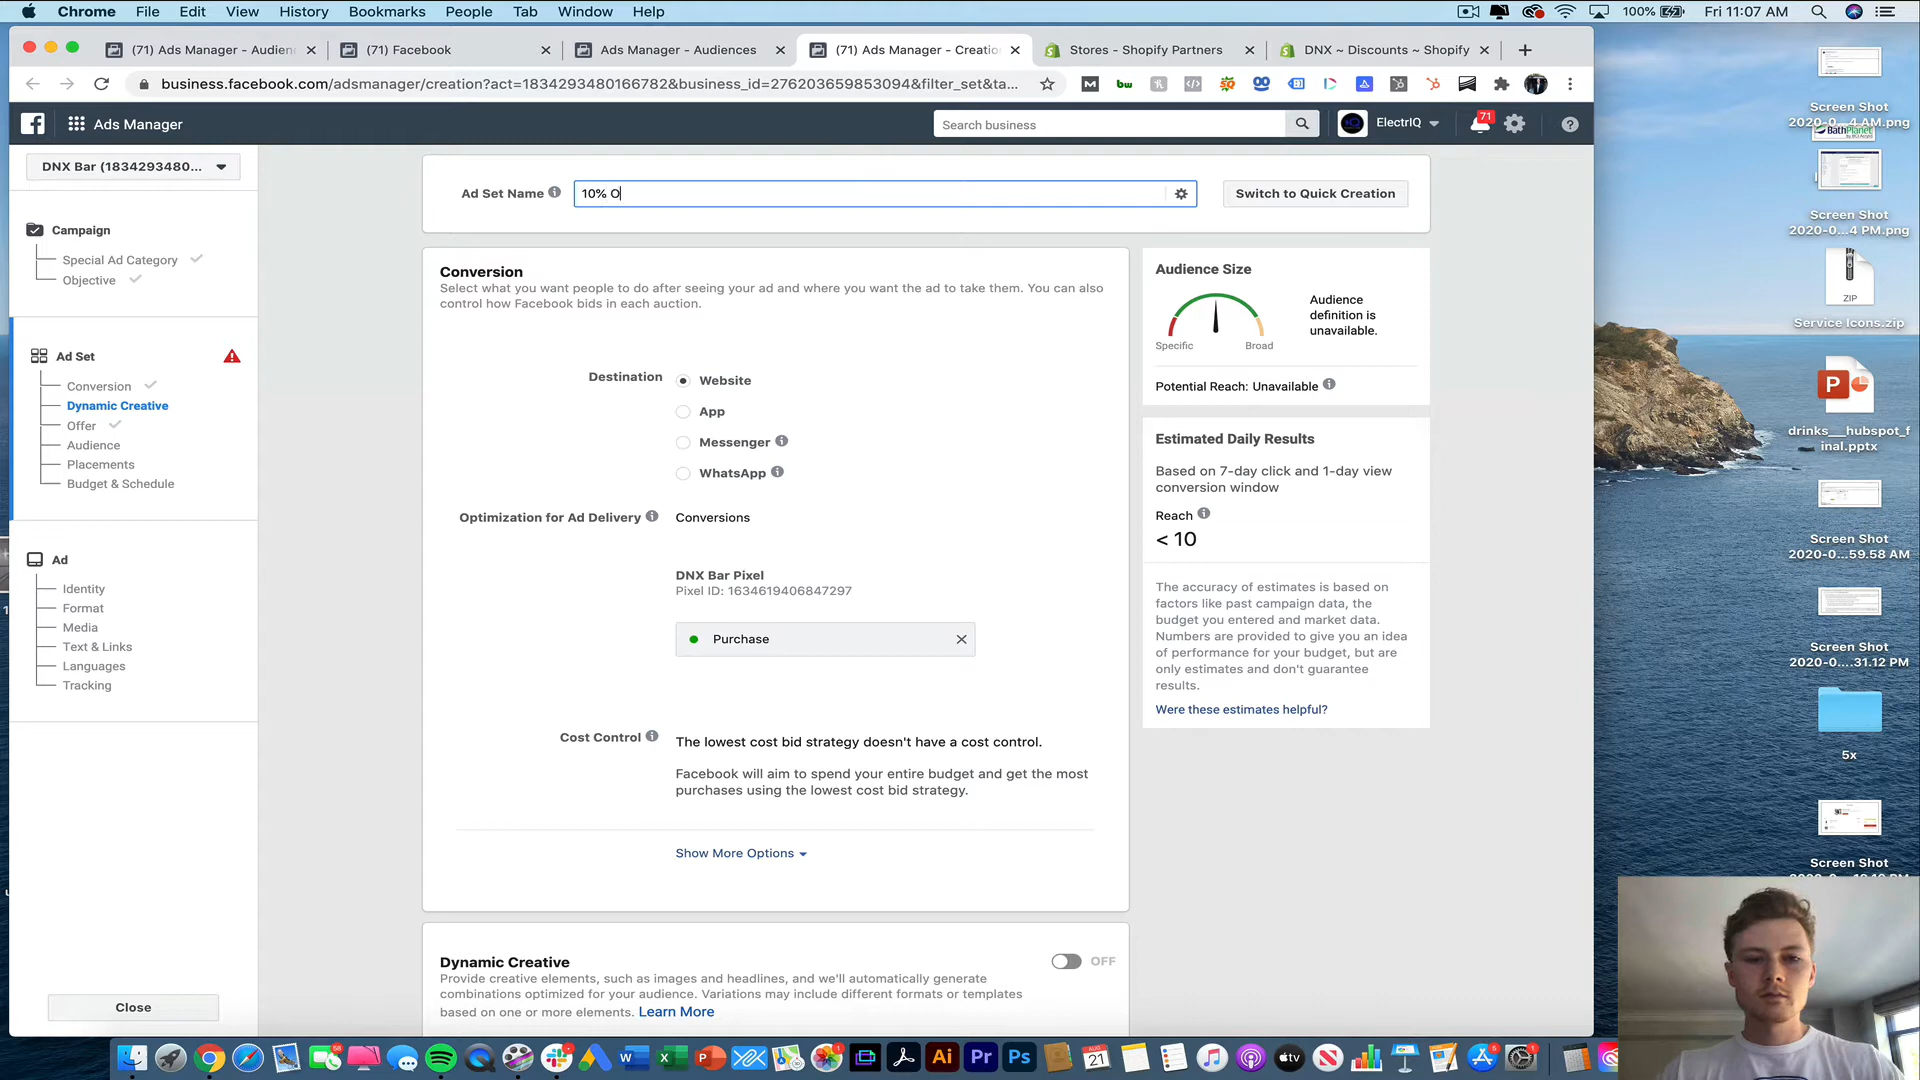 Chrome File Edit View History Bookmarks People Tab Window Help
100% Fri 11:07 AM
(71) Ads Manager - Audien
(71) Facebook
Ads Manager - Audiences
(71) Ads Manager - Creation
Stores - Shopify Partners
DNX ~ Discounts ~ Shopify
business.facebook.com/adsmanager/creation?act=1834293480166782&business_id=276203659853094&filter_set&ta...
Ads Manager
Search business
ElectrIQ
71
DNX Bar (1834293480...
Campaign
Special Ad Category
Objective
Ad Set
Conversion
Dynamic Creative
Offer
Audience
Placements
Budget & Schedule
Ad
Identity
Format
Media
Text & Links
Languages
Tracking
Close
Ad Set Name
10% O
Switch to Quick Creation
Conversion
Select what you want people to do after seeing your ad and where you want the ad to take them. You can also
control how Facebook bids in each auction.
Destination
Website
App
Messenger
WhatsApp
Optimization for Ad Delivery
Conversions
DNX Bar Pixel
Pixel ID: 1634619406847297
Purchase
Cost Control
The lowest cost bid strategy doesn't have a cost control.
Facebook will aim to spend your entire budget and get the most
purchases using the lowest cost bid strategy.
Show More Options
Dynamic Creative
OFF
Provide creative elements, such as images and headlines, and we'll automatically generate
combinations optimized for your audience. Variations may include different formats or templates
based on one or more elements. Learn More
Audience Size
Specific
Broad
Audience
definition is
unavailable.
Potential Reach: Unavailable
Estimated Daily Results
Based on 7-day click and 1-day view
conversion window
Reach
< 10
The accuracy of estimates is based on
factors like past campaign data, the
budget you entered and market data.
Numbers are provided to give you an idea
of performance for your budget, but are
only estimates and don't guarantee
results.
Were these estimates helpful?
Screen Shot
2020-0...4 AM.png
BathPlanet
Screen Shot
2020-0...4 PM.png
ZIP
Service Icons.zip
P
drinks___hubspot_f
inal.pptx
Screen Shot
2020-0...59.58 AM
Screen Shot
2020-0....31.12 PM
5x
Screen Shot
Ai
Pr
Ps
AUG
21
tv